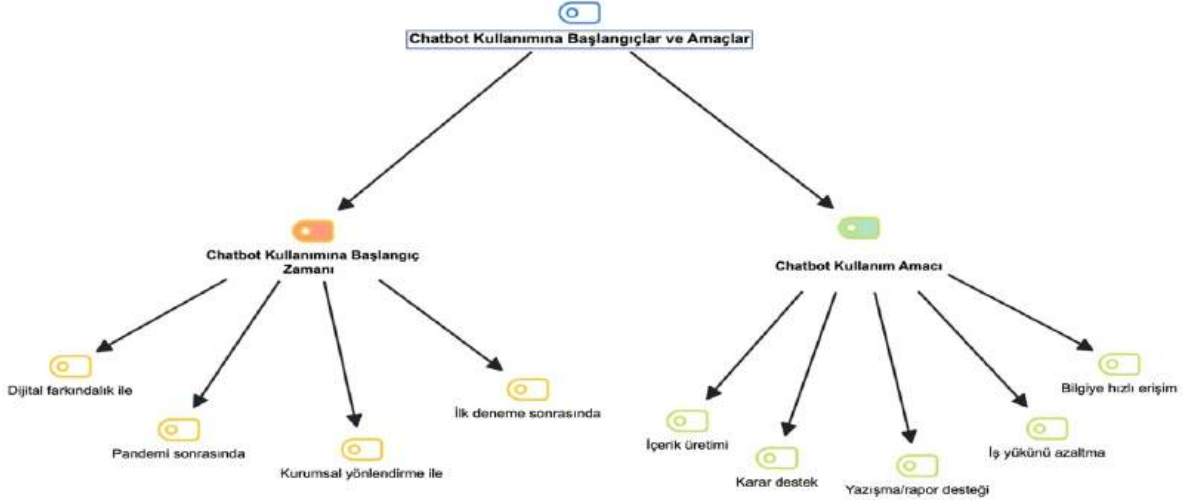 Chatbot Kullanımına Başlangıçlar ve Amaçlar
Chatbot Kullanımına Başlangıç
Zamanı
Chatbot Kullanım Amacı
Dijital farkındalık ile
Pandemi sonrasında
Kurumsal yönlendirme ile
İlk deneme sonrasında
İçerik üretimi
Karar destek
Yazışma/rapor desteği
İş yükünü azaltma
Bilgiye hızlı erişim